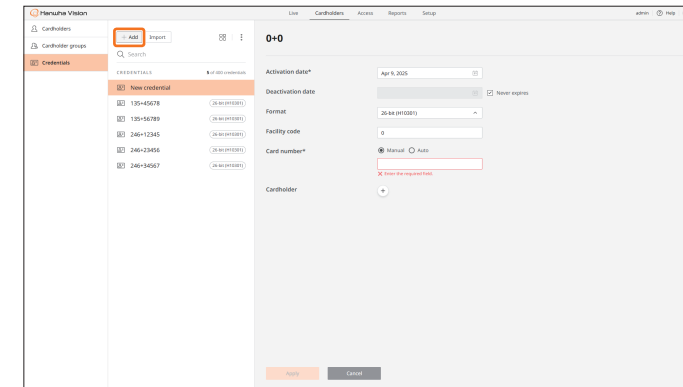 Hanwha Vision
Live Cardholders Access Reports Setup
admin Help
Cardholders
Cardholder groups
Credentials
+ Add Import
Search
CREDENTIALS 5 of 400 credentials
New credential
135+45678 26-bit (H10301)
135+56789 26-bit (H10301)
246+12345 26-bit (H10301)
246+23456 26-bit (H10301)
246+34567 26-bit (H10301)
0+0
Activation date* Apr 9, 2025
Deactivation date Never expires
Format 26-bit (H10301)
Facility code 0
Card number* Manual Auto
Enter the required field.
Cardholder +
Apply Cancel